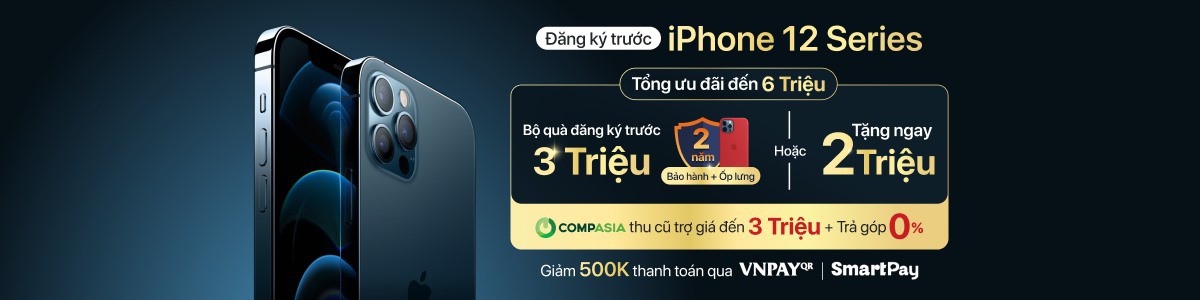 Đăng ký trước iPhone 12 Series
Tổng ưu đãi đến 6 Triệu
Bộ quà đăng ký trước
3 Triệu
2
năm
Bảo hành + Ốp lưng
Hoặc
Tặng ngay
2 Triệu
COMPASIA thu cũ trợ giá đến 3 Triệu + Trả góp 0%
Giảm 500K thanh toán qua VNPAYQR | SmartPay